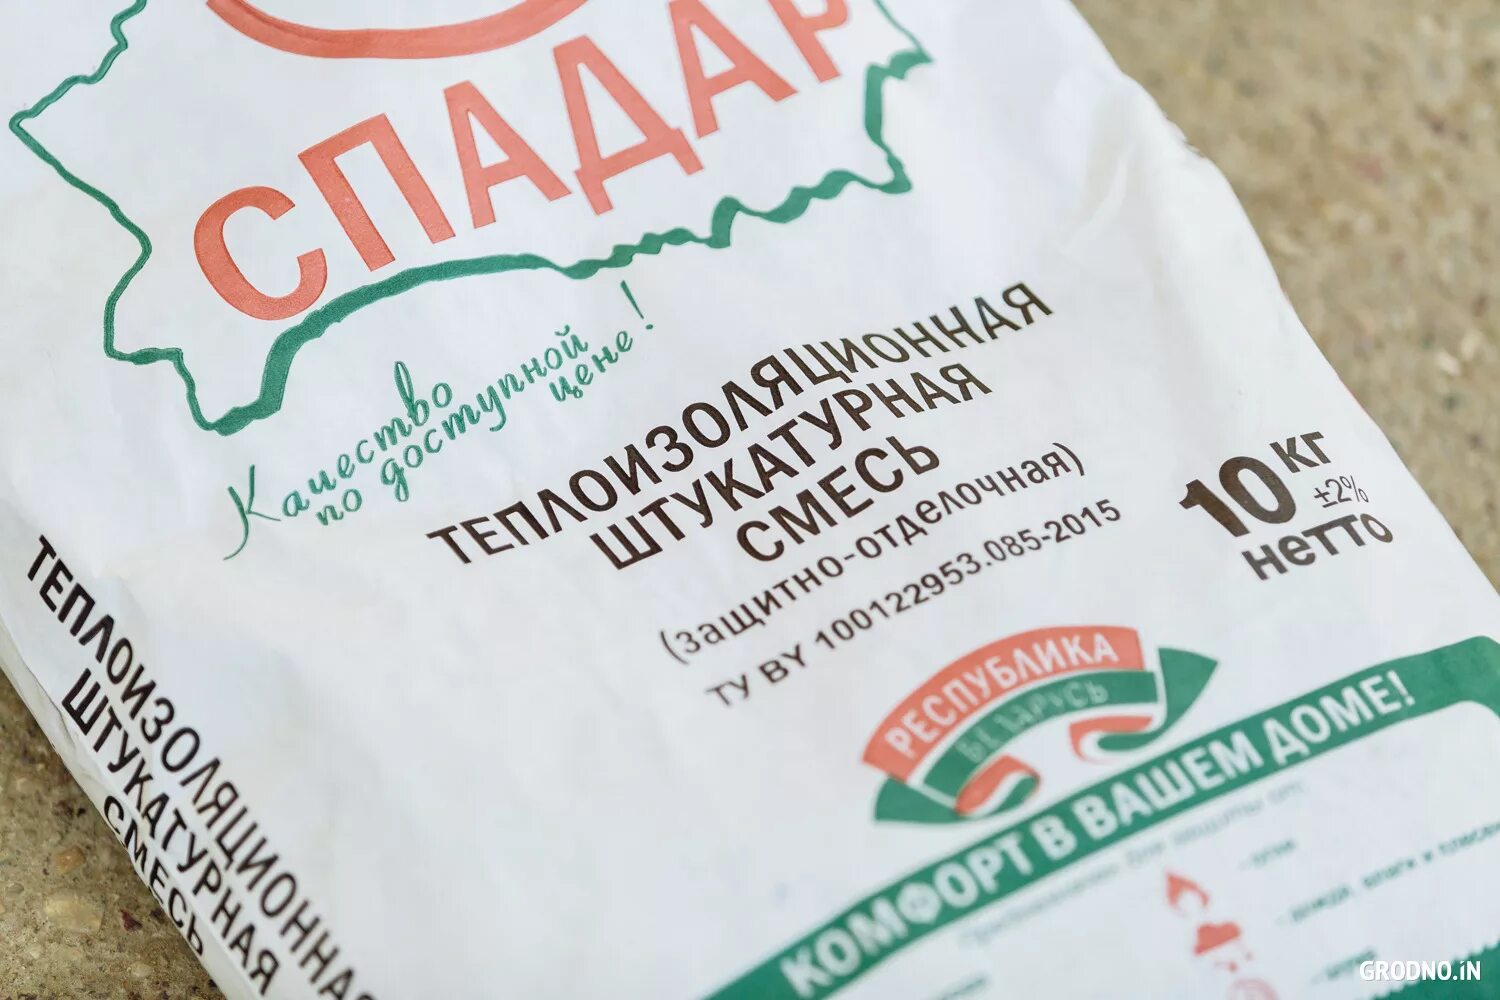 СПАДАР
Качество
по доступной
цене!
ТЕПЛОИЗОЛЯЦИОННАЯ
ШТУКАТУРНАЯ
СМЕСЬ
(защитно-отделочная)
ТУ BY 100122953.085-2015
10 кг
±2%
нетто
РЕСПУБЛИКА
БЕЛАРУСЬ
КОМФОРТ В ВАШЕМ ДОМЕ!
ТЕПЛОИЗОЛЯЦИОННАЯ
ШТУКАТУРНАЯ
СМЕСЬ
GRODNO.iN